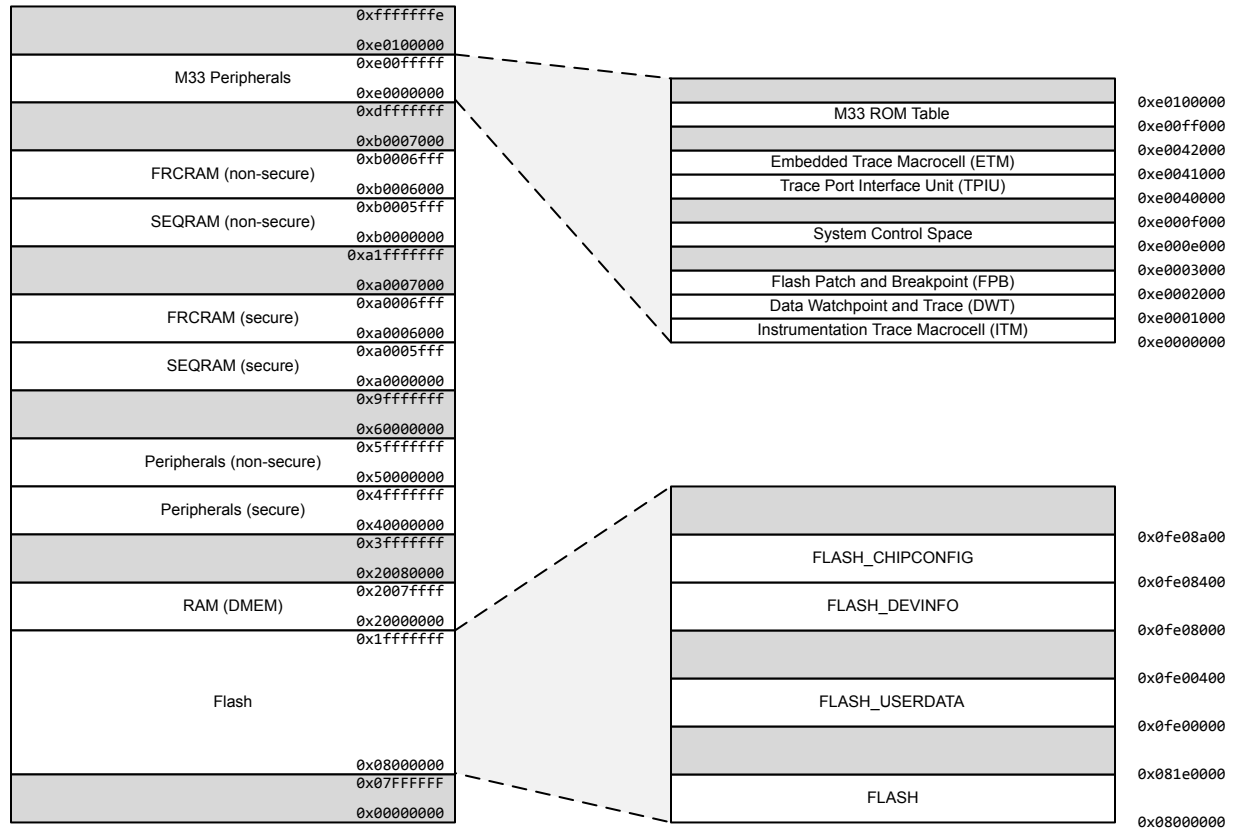 0xfffffffe
0xe0100000
0xe00fffff
M33 Peripherals
0xe0000000
0xdfffffff
0xb0007000
0xb0006fff
FRCRAM (non-secure)
0xb0006000
0xb0005fff
SEQRAM (non-secure)
0xb0000000
0xa1ffffff
0xa0007000
0xa0006fff
FRCRAM (secure)
0xa0006000
0xa0005fff
SEQRAM (secure)
0xa0000000
0x9fffffff
0x60000000
0x5fffffff
Peripherals (non-secure)
0x50000000
0x4fffffff
Peripherals (secure)
0x40000000
0x3fffffff
0x20080000
0x2007ffff
RAM (DMEM)
0x20000000
0x1fffffff
Flash
0x08000000
0x07FFFFFF
0x00000000
0xe0100000
M33 ROM Table
0xe00ff000
0xe0042000
Embedded Trace Macrocell (ETM)
0xe0041000
Trace Port Interface Unit (TPIU)
0xe0040000
0xe000f000
System Control Space
0xe000e000
0xe0003000
Flash Patch and Breakpoint (FPB)
0xe0002000
Data Watchpoint and Trace (DWT)
0xe0001000
Instrumentation Trace Macrocell (ITM)
0xe0000000
0x0fe08a00
FLASH_CHIPCONFIG
0x0fe08400
FLASH_DEVINFO
0x0fe08000
0x0fe00400
FLASH_USERDATA
0x0fe00000
0x081e0000
FLASH
0x08000000